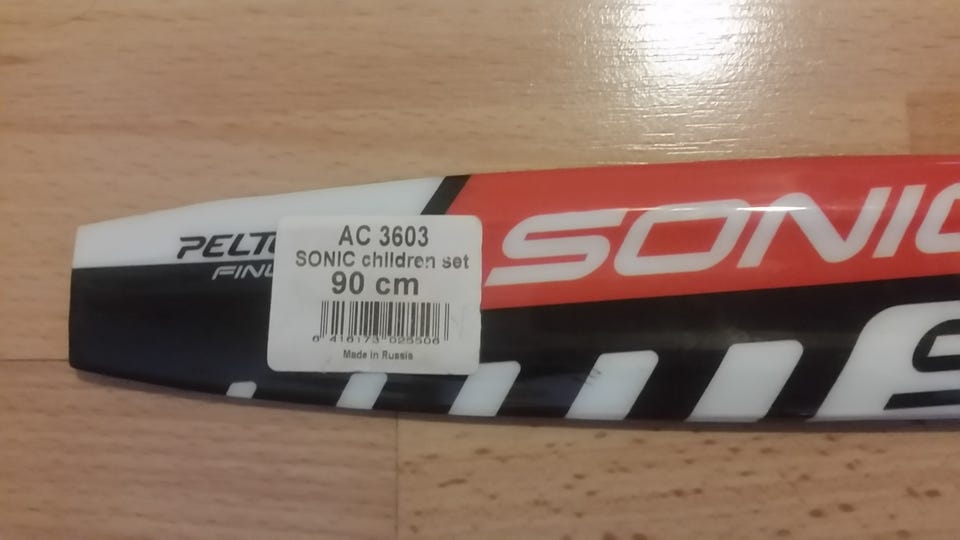 PELTO
FINL
AC 3603
SONIC children set
90 cm
6 416173 025506
Made in Russia
SONIC